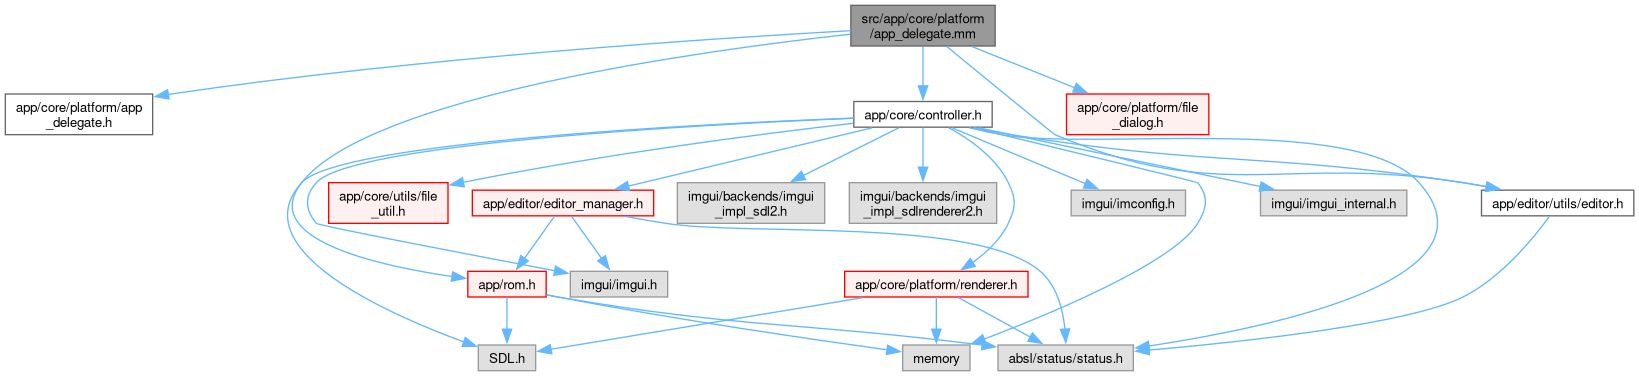 src/app/core/platform
/app_delegate.mm
app/core/platform/app
_delegate.h
app/core/controller.h
app/core/platform/file
_dialog.h
app/core/utils/file
_util.h
app/editor/editor_manager.h
imgui/backends/imgui
_impl_sdl2.h
imgui/backends/imgui
_impl_sdlrenderer2.h
imgui/imconfig.h
imgui/imgui_internal.h
app/editor/utils/editor.h
app/rom.h
imgui/imgui.h
app/core/platform/renderer.h
SDL.h
memory
absl/status/status.h